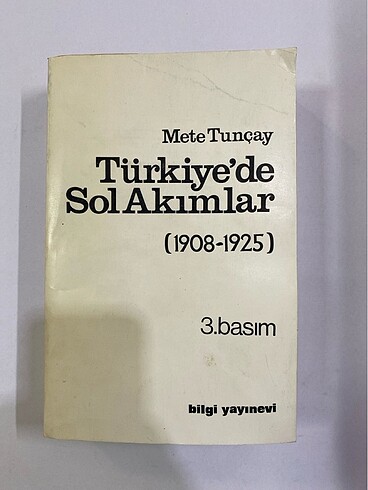 Mete Tunçay
Türkiye'de
Sol Akımlar
(1908-1925)
3.basım
bilgi yayınevi